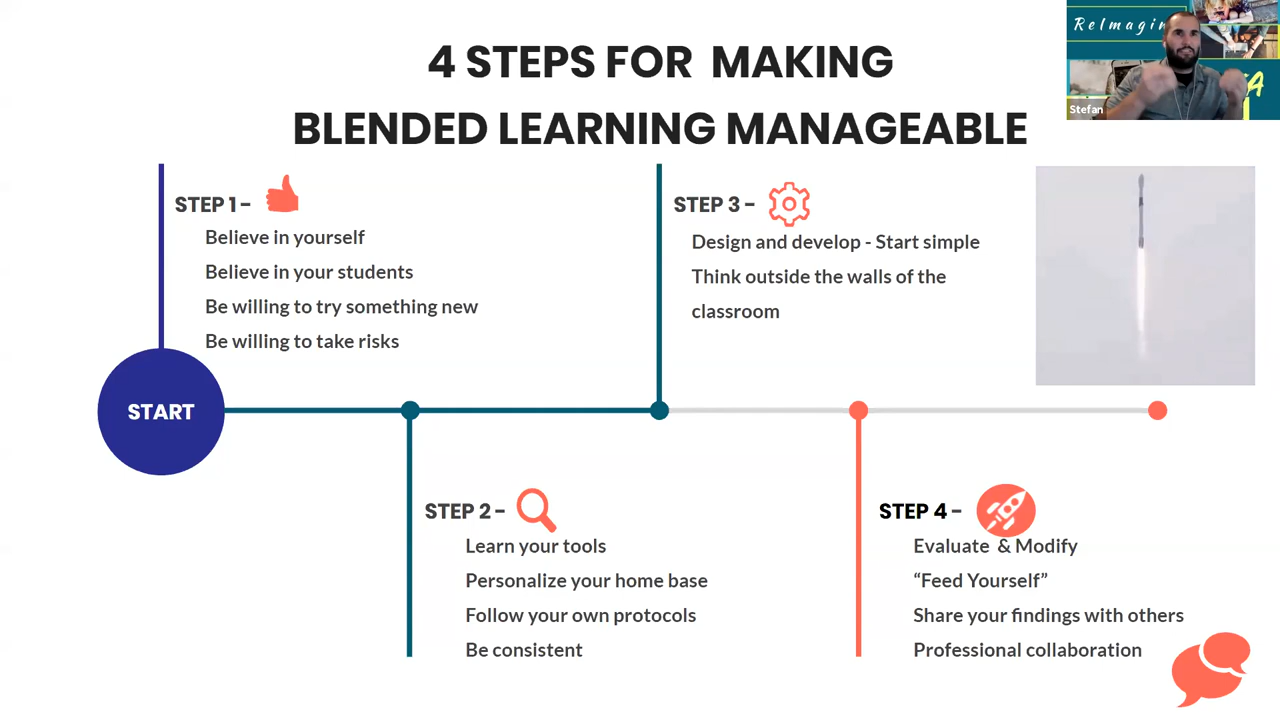 4 STEPS FOR MAKING
BLENDED LEARNING MANAGEABLE
STEP 1 -
Believe in yourself
Believe in your students
Be willing to try something new
Be willing to take risks
STEP 3 -
Design and develop - Start simple
Think outside the walls of the
classroom
START
STEP 2 -
Learn your tools
Personalize your home base
Follow your own protocols
Be consistent
STEP 4 -
Evaluate & Modify
“Feed Yourself”
Share your findings with others
Professional collaboration
Stefan